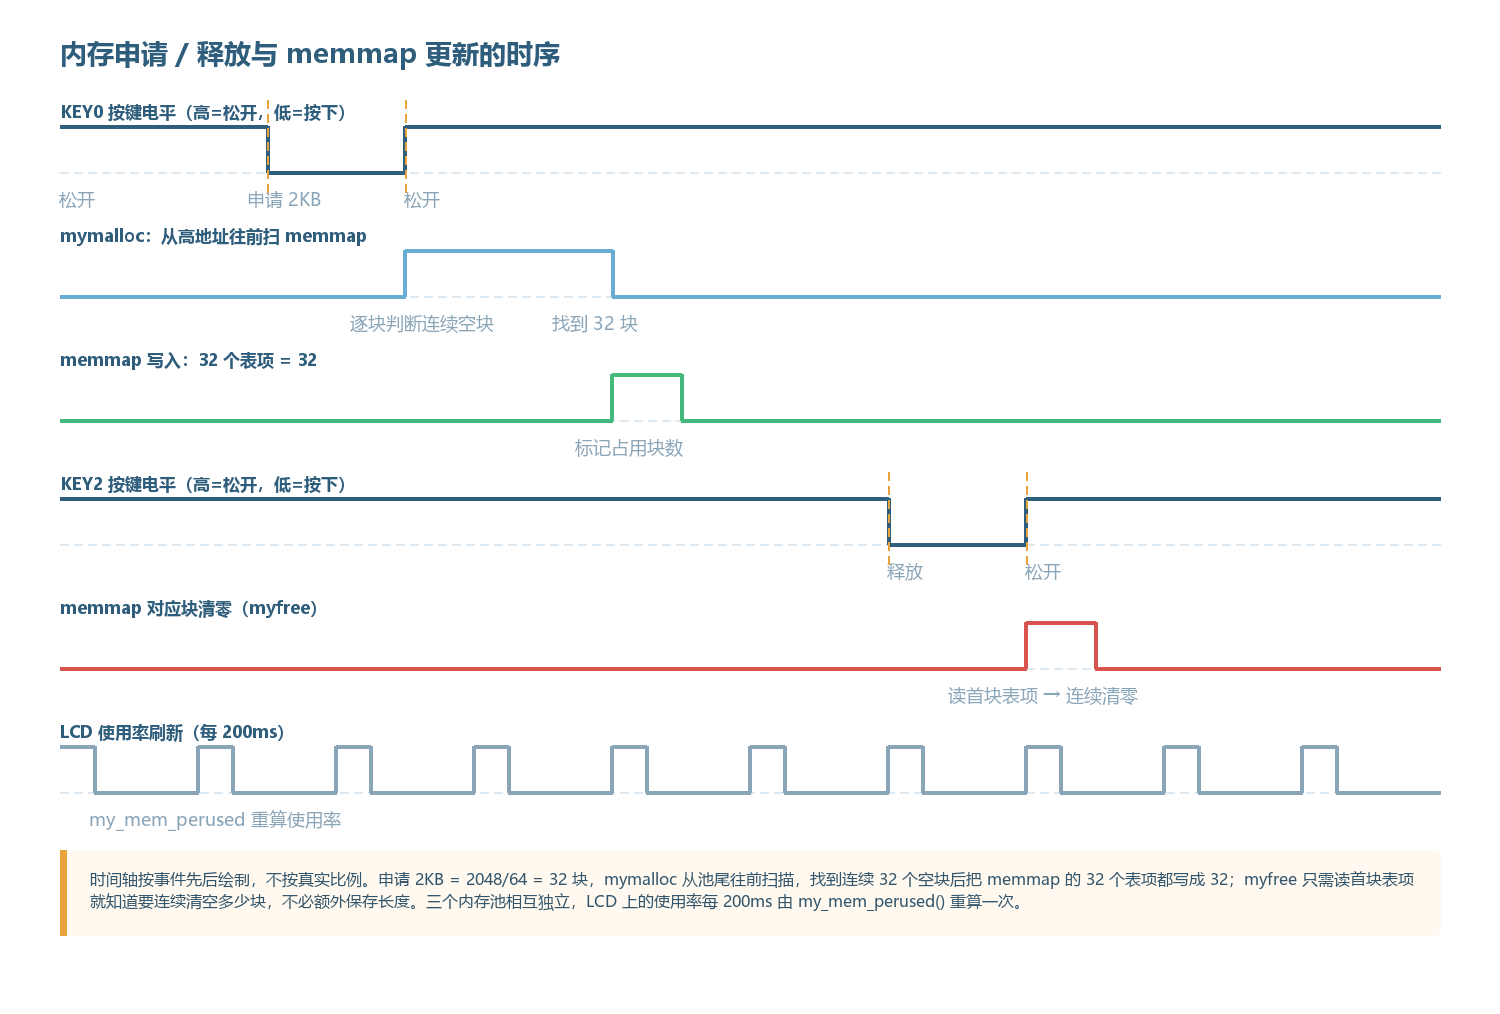 内存申请 / 释放与 memmap 更新的时序
KEY0 按键电平（高=松开，低=按下）
松开 申请 2KB 松开
mymalloc：从高地址往前扫 memmap
逐块判断连续空块 找到 32 块
memmap 写入：32 个表项 = 32
标记占用块数
KEY2 按键电平（高=松开，低=按下）
释放 松开
memmap 对应块清零（myfree）
读首块表项 → 连续清零
LCD 使用率刷新（每 200ms）
my_mem_perused 重算使用率
时间轴按事件先后绘制，不按真实比例。申请 2KB = 2048/64 = 32 块，mymalloc 从池尾往前扫描，找到连续 32 个空块后把 memmap 的 32 个表项都写成 32；myfree 只需读首块表项
就知道要连续清空多少块，不必额外保存长度。三个内存池相互独立，LCD 上的使用率每 200ms 由 my_mem_perused() 重算一次。